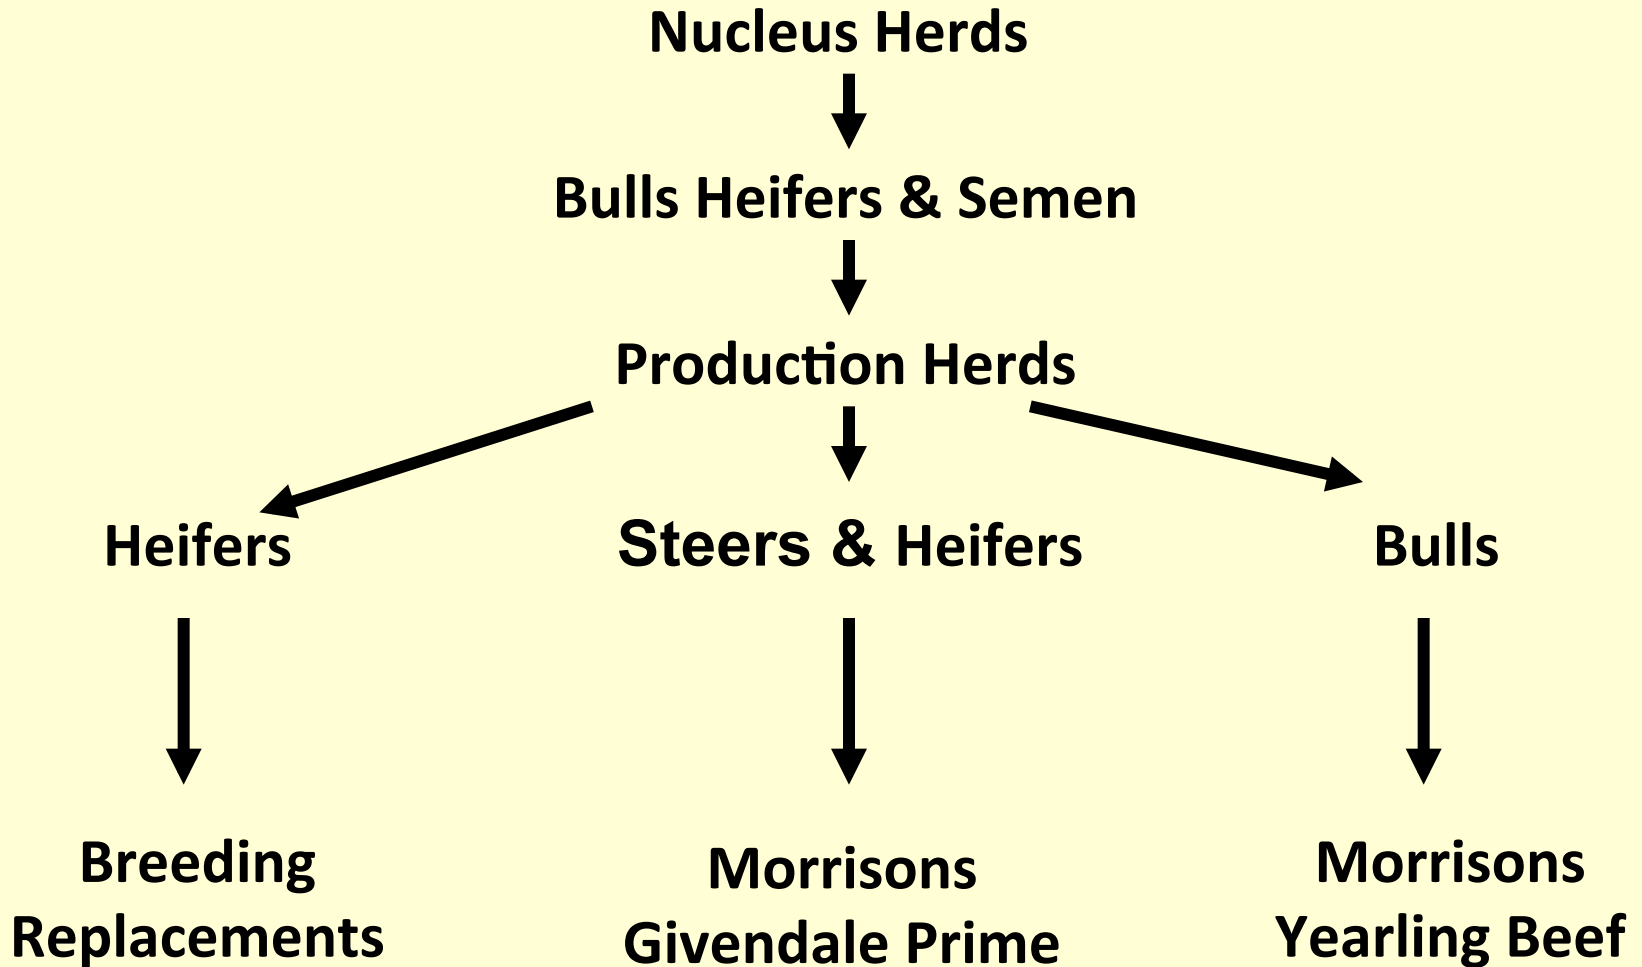 Nucleus Herds
Bulls Heifers & Semen
Production Herds
Heifers
Steers & Heifers
Bulls
Breeding
Replacements
Morrisons
Givendale Prime
Morrisons
Yearling Beef